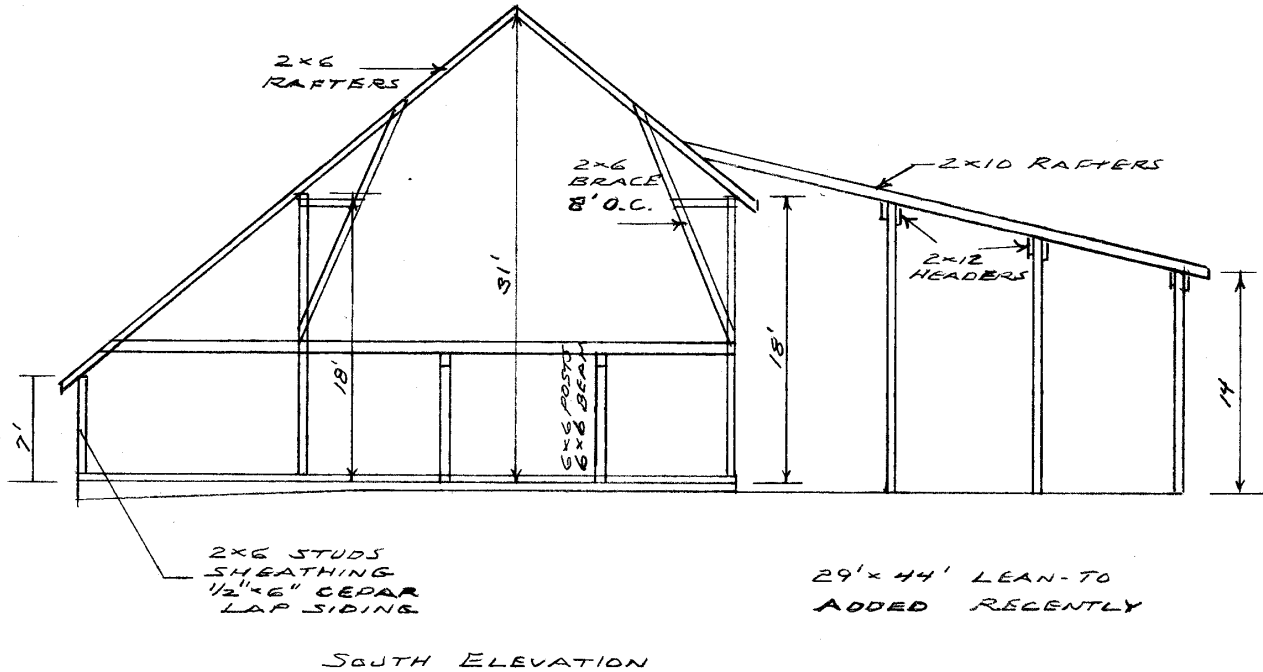 2×6
RAFTERS
2×6
BRACE
8' O.C.
2×10 RAFTERS
2×12
HEADERS
31'
18'
18'
7'
14'
6×6 POSTS
6×8 BEAM
2×6 STUDS
SHEATHING
1/2"×6" CEDAR
LAP SIDING
29'×44' LEAN-TO
ADDED RECENTLY
SOUTH ELEVATION